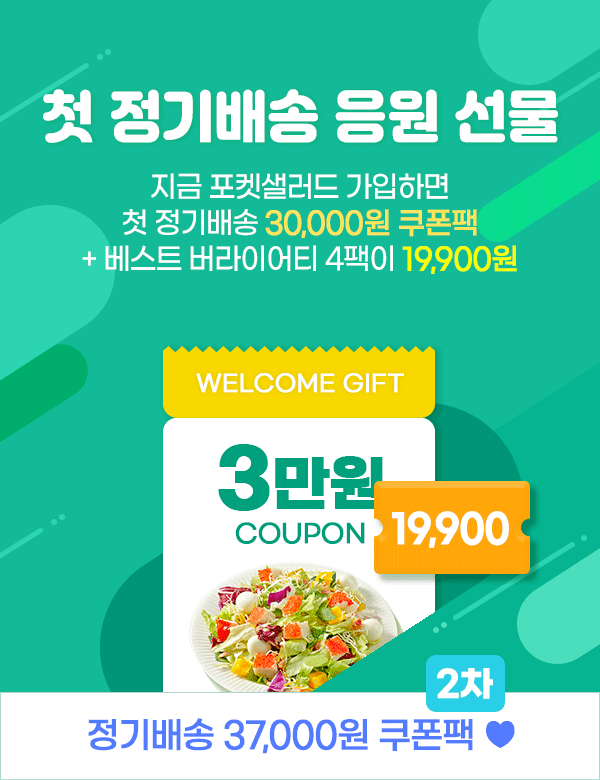 첫 정기배송 응원 선물
지금 포켓샐러드 가입하면
첫 정기배송 30,000원 쿠폰팩
+ 베스트 버라이어티 4팩이 19,900원
WELCOME GIFT
3만원
COUPON
19,900
2차
정기배송 37,000원 쿠폰팩